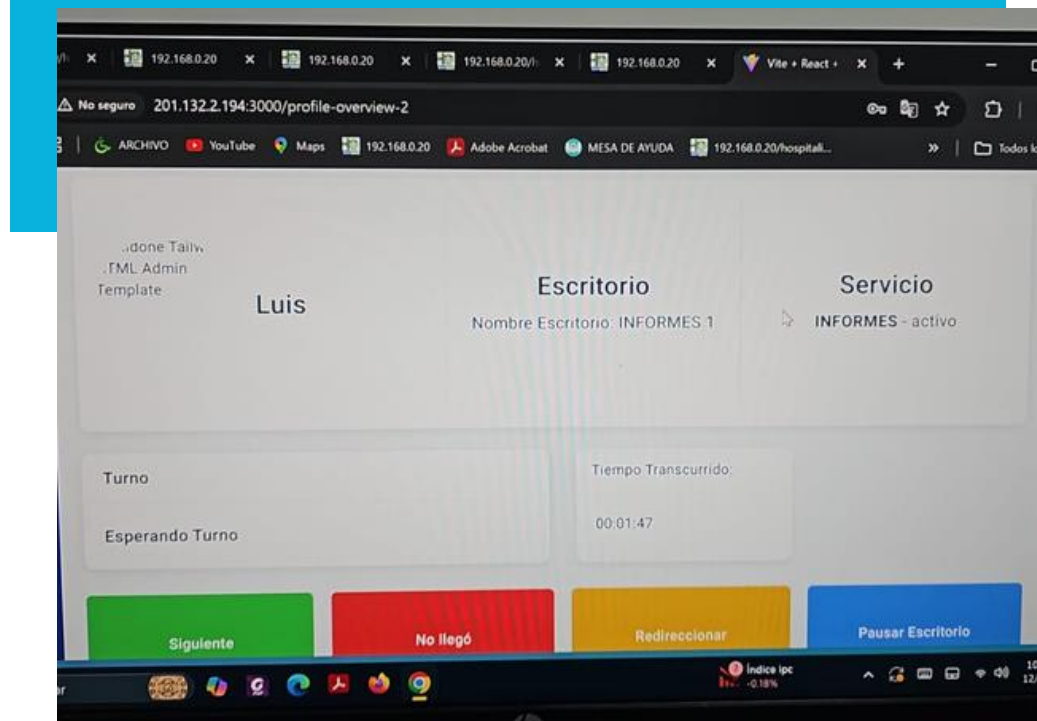 192.168.0.20
192.168.0.20
192.168.0.20/h
192.168.0.20
Vite + React +
No seguro 201.132.2.194:3000/profile-overview-2
ARCHIVO YouTube Maps 192.168.0.20 Adobe Acrobat MESA DE AYUDA 192.168.0.20/hospitali... » Todos lo
TML Admin
Template
Luis
Escritorio
Nombre Escritorio: INFORMES 1
Servicio
INFORMES - activo
Turno
Esperando Turno
Tiempo Transcurrido:
00:01:47
Siguiente
No llegó
Redireccionar
Pausar Escritorio
Índice ipc
-0.18%